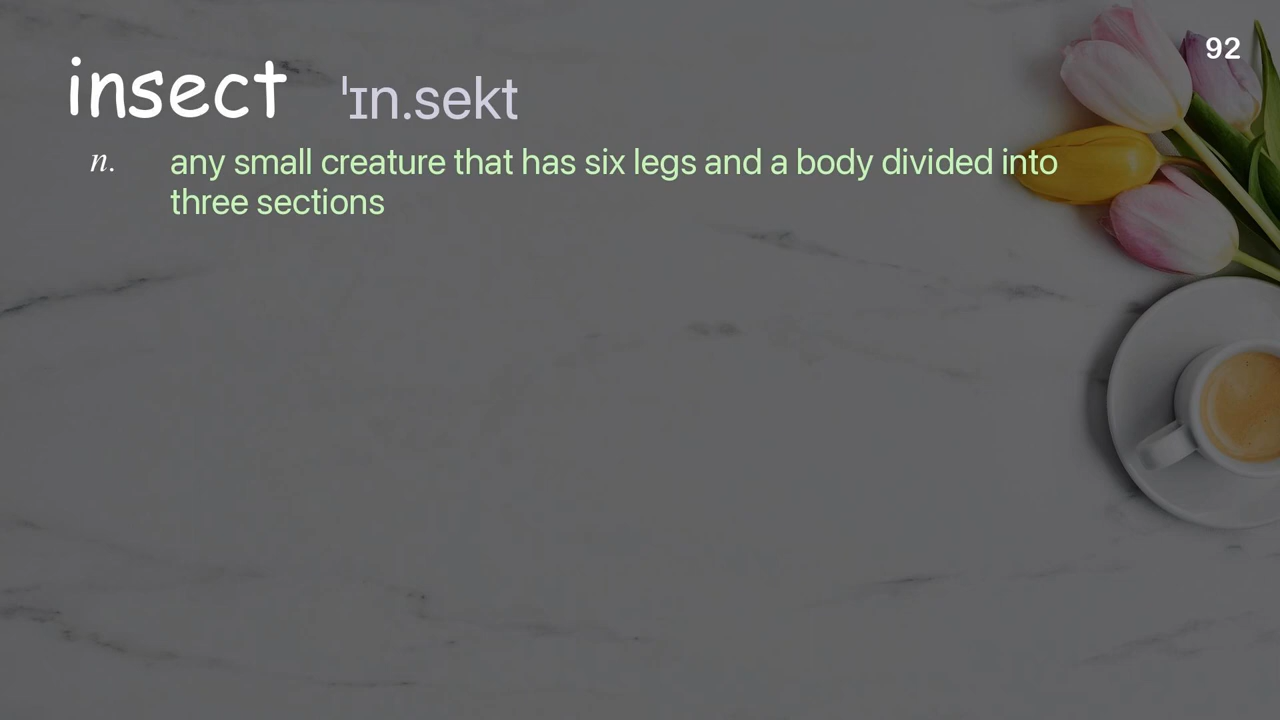 92
insect ˈɪn.sekt
n. any small creature that has six legs and a body divided into
three sections